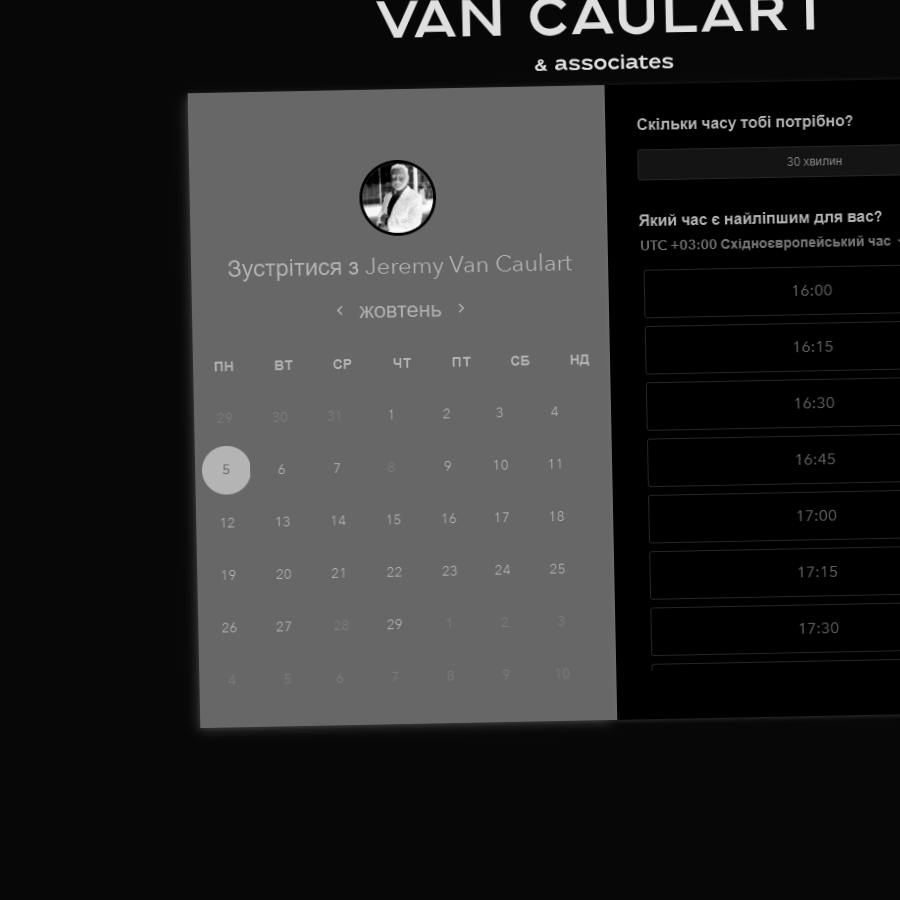 VAN CAULART
& associates
Зустрітися з Jeremy Van Caulart
‹ жовтень ›
ПН ВТ СР ЧТ ПТ СБ НД
29 30 31 1 2 3 4
5 6 7 8 9 10 11
12 13 14 15 16 17 18
19 20 21 22 23 24 25
26 27 28 29 1 2 3
4 5 6 7 8 9 10
Скільки часу тобі потрібно?
30 хвилин
Який час є найліпшим для вас?
UTC +03:00 Східноєвропейський час
16:00
16:15
16:30
16:45
17:00
17:15
17:30